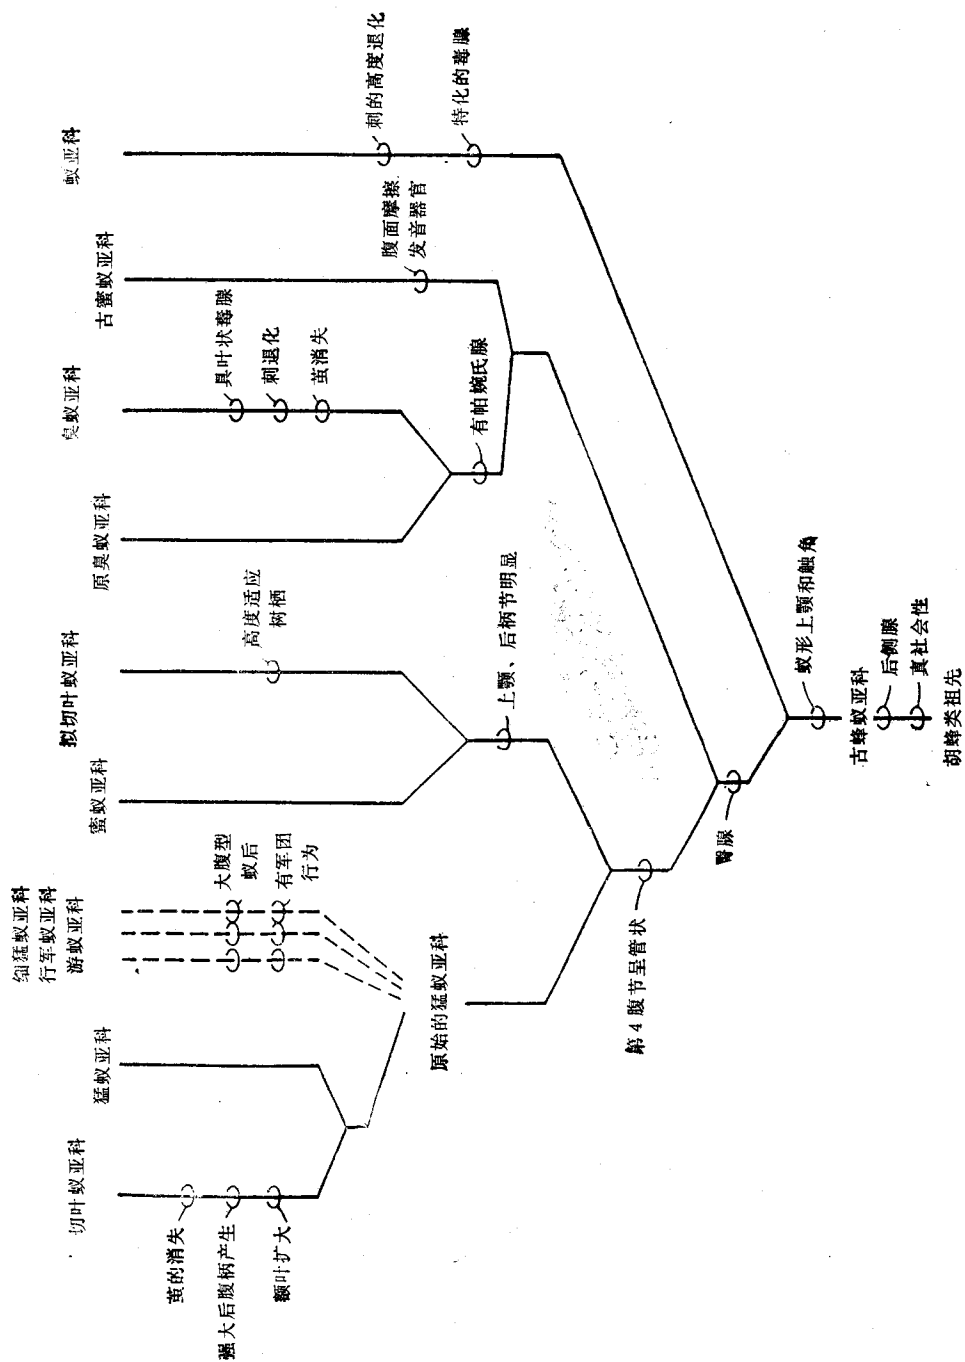 切叶蚁亚科
猛蚁亚科
细猛蚁亚科
行军蚁亚科
游蚁亚科
蜜蚁亚科
拟切叶蚁亚科
原臭蚁亚科
臭蚁亚科
古蜜蚁亚科
蚁亚科
茧的消失
强大后腹柄产生
额叶扩大
大腹型
蚁后
有军团
行为
高度适应
树栖
具叶状毒腺
刺退化
茧消失
腹面摩擦
发音器官
刺的高度退化
特化的毒腺
原始的猛蚁亚科
上颚、后柄节明显
有帕婉氏腺
第4腹节呈管状
臀腺
蚁形上颚和触角
古蜂蚁亚科
后侧腺
真社会性
胡蜂类祖先